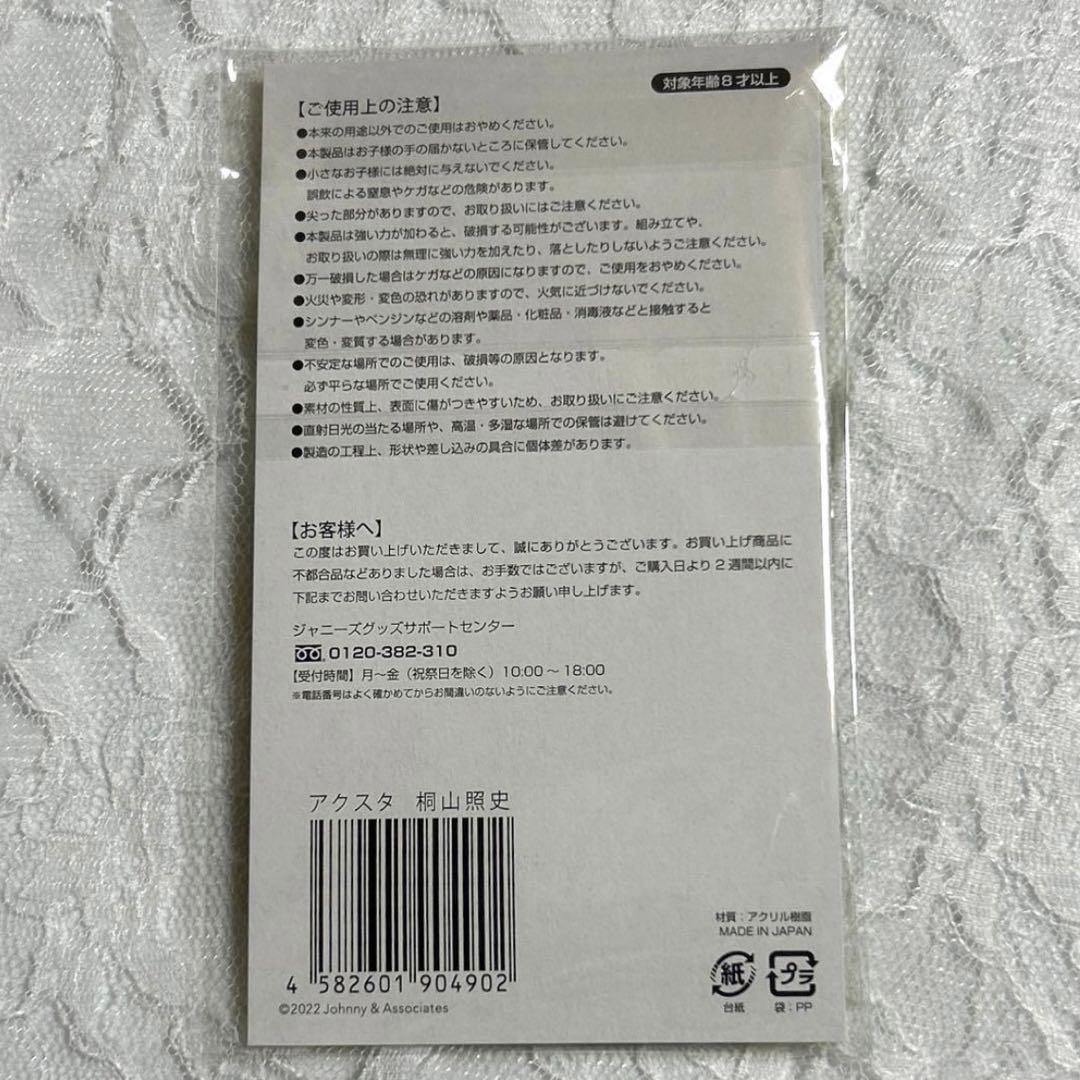 対象年齢8才以上
【ご使用上の注意】
●本来の用途以外でのご使用はおやめください。
●本製品はお子様の手の届かないところに保管してください。
●小さなお子様には絶対に与えないでください。
誤飲による窒息やケガなどの危険があります。
●尖った部分がありますので、お取り扱いにはご注意ください。
●本製品は強い力が加わると、破損する可能性がございます。組み立てや、
お取り扱いの際は無理に強い力を加えたり、落としたりしないようご注意ください。
●万一破損した場合はケガなどの原因になりますので、ご使用をおやめください。
●火災や変形・変色の恐れがありますので、火気に近づけないでください。
●シンナーやベンジンなどの溶剤や薬品・化粧品・消毒液などと接触すると
変色・変質する場合があります。
●不安定な場所でのご使用は、破損等の原因となります。
必ず平らな場所でご使用ください。
●素材の性質上、表面に傷がつきやすいため、お取り扱いにご注意ください。
●直射日光の当たる場所や、高温・多湿な場所での保管は避けてください。
●製造の工程上、形状や差し込みの具合に個体差があります。
【お客様へ】
この度はお買い上げいただきまして、誠にありがとうございます。お買い上げ商品に
不都合品などありました場合は、お手数ではございますが、ご購入日より2週間以内に
下記までお問い合わせいただきますようお願い申し上げます。
ジャニーズグッズサポートセンター
0120-382-310
【受付時間】月〜金（祝祭日を除く）10:00〜18:00
※電話番号はよく確かめてからお間違いのないようにご注意ください。
アクスタ 桐山照史
4 582601 904902
©2022 Johnny & Associates
材質：アクリル樹脂
MADE IN JAPAN
紙 プラ
台紙 袋：PP